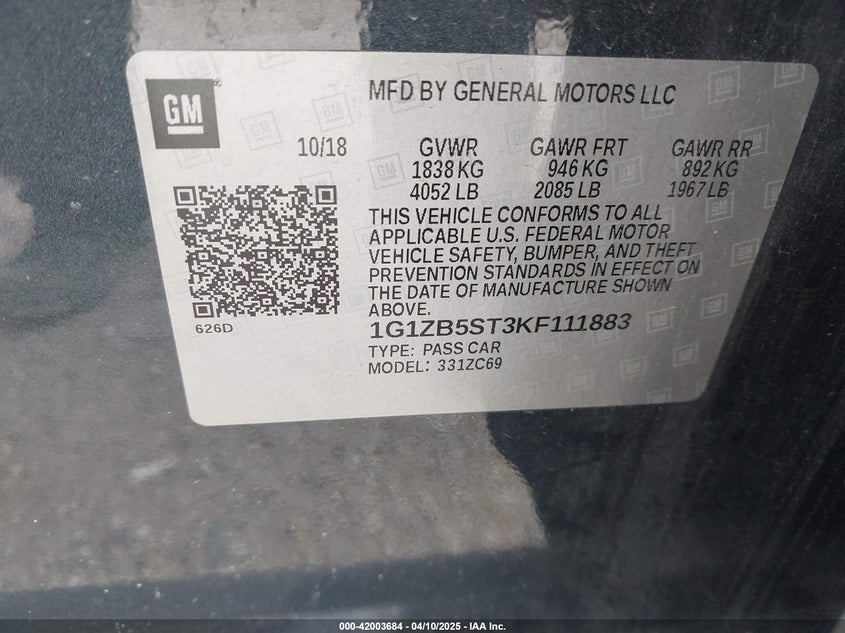 GM
MFD BY GENERAL MOTORS LLC
10/18 GVWR GAWR FRT GAWR RR
1838 KG 946 KG 892 KG
4052 LB 2085 LB 1967 LB
THIS VEHICLE CONFORMS TO ALL
APPLICABLE U.S. FEDERAL MOTOR
VEHICLE SAFETY, BUMPER, AND THEFT
PREVENTION STANDARDS IN EFFECT ON
THE DATE OF MANUFACTURE SHOWN
ABOVE.
626D
1G1ZB5ST3KF111883
TYPE: PASS CAR
MODEL: 331ZC69
000-42003684 - 04/10/2025 - IAA Inc.